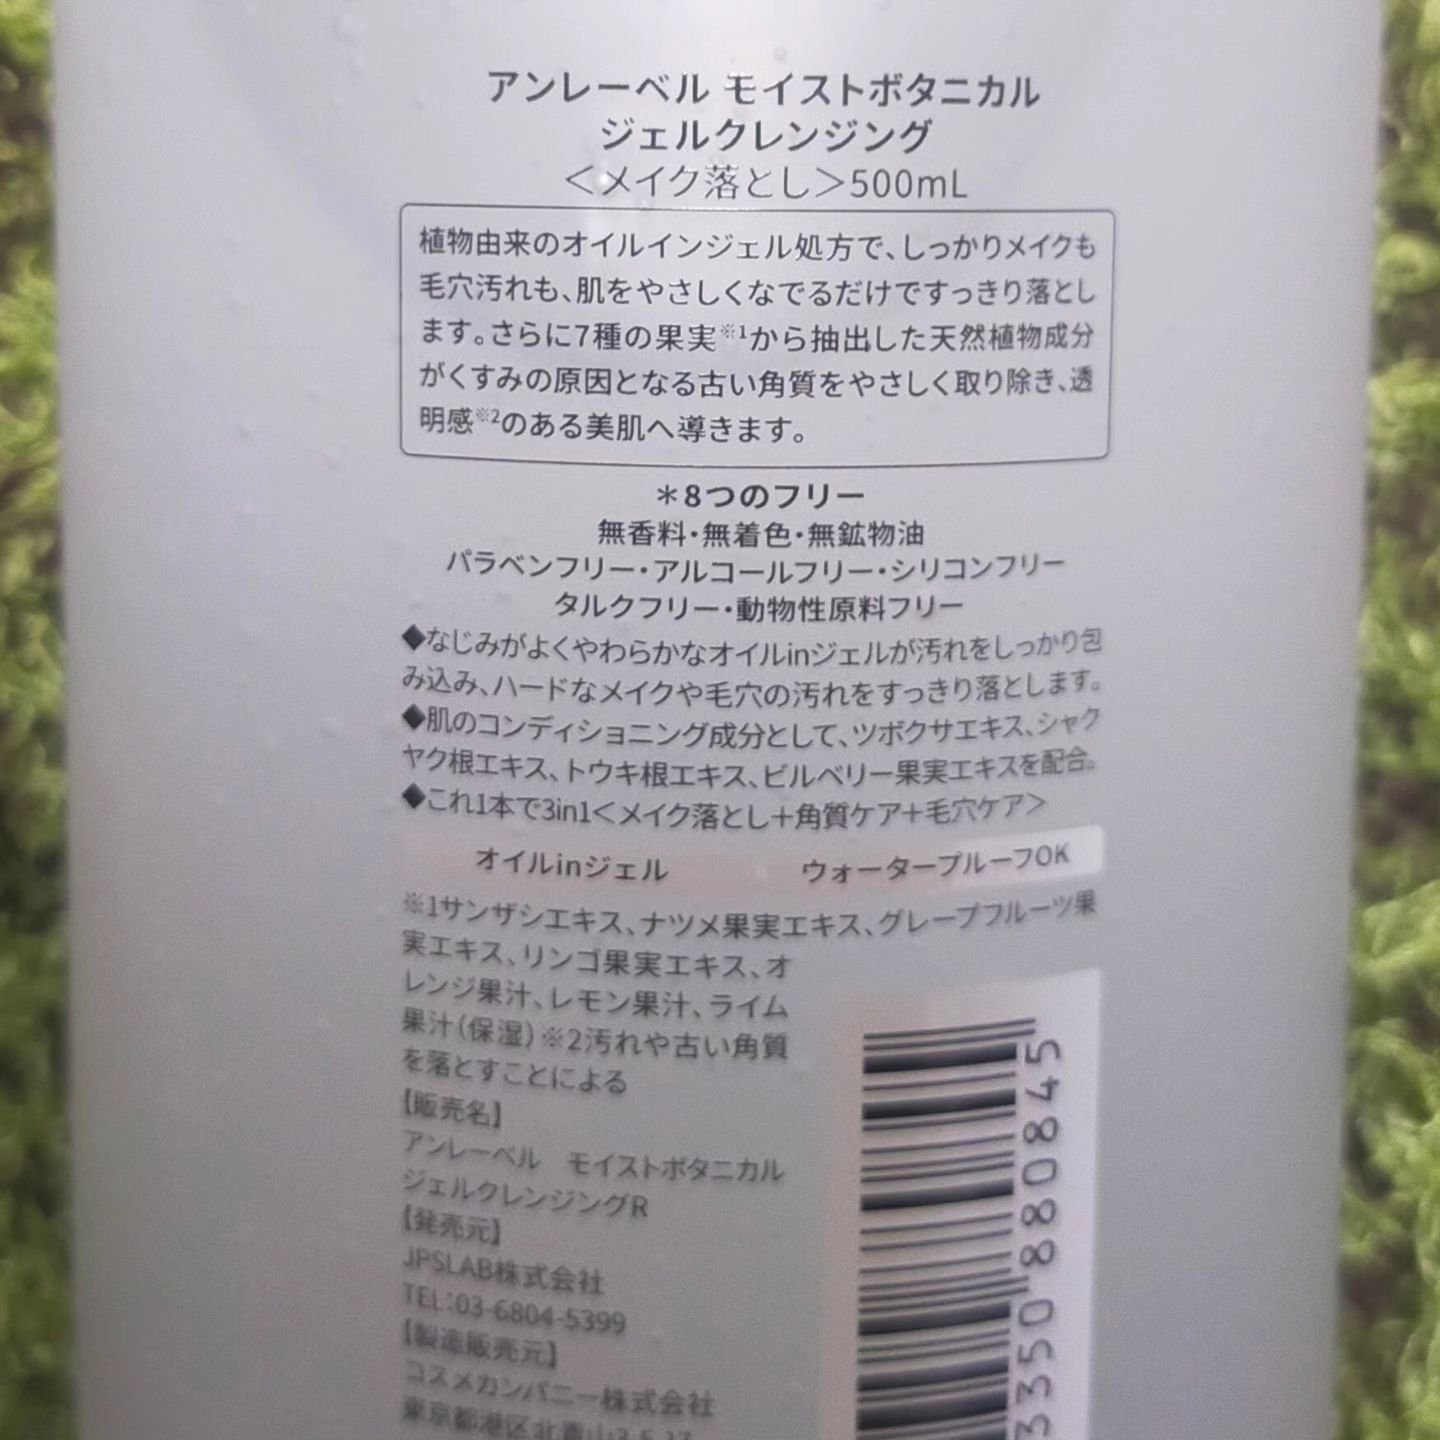 アンレーベル モイストボタニカル
ジェルクレンジング
＜メイク落とし＞500mL
植物由来のオイルインジェル処方で、しっかりメイクも
毛穴汚れも、肌をやさしくなでるだけですっきり落とし
ます。さらに7種の果実※1から抽出した天然植物成分
がくすみの原因となる古い角質をやさしく取り除き、透
明感※2のある美肌へ導きます。
＊8つのフリー
無香料・無着色・無鉱物油
パラベンフリー・アルコールフリー・シリコンフリー
タルクフリー・動物性原料フリー
◆なじみがよくやわらかなオイルinジェルが汚れをしっかり包
み込み、ハードなメイクや毛穴の汚れをすっきり落とします。
◆肌のコンディショニング成分として、ツボクサエキス、シャク
ヤク根エキス、トウキ根エキス、ビルベリー果実エキスを配合。
◆これ1本で3in1＜メイク落とし＋角質ケア＋毛穴ケア＞
オイルinジェル ウォータープルーフOK
※1サンザシエキス、ナツメ果実エキス、グレープフルーツ果
実エキス、リンゴ果実エキス、オ
レンジ果汁、レモン果汁、ライム
果汁（保湿）※2汚れや古い角質
を落とすことによる
【販売名】
アンレーベル モイストボタニカル
ジェルクレンジングR
【発売元】
JPSLAB株式会社
TEL:03-6804-5399
【製造販売元】
コスメカンパニー株式会社
東京都港区北青山3-5-17
3350 880845